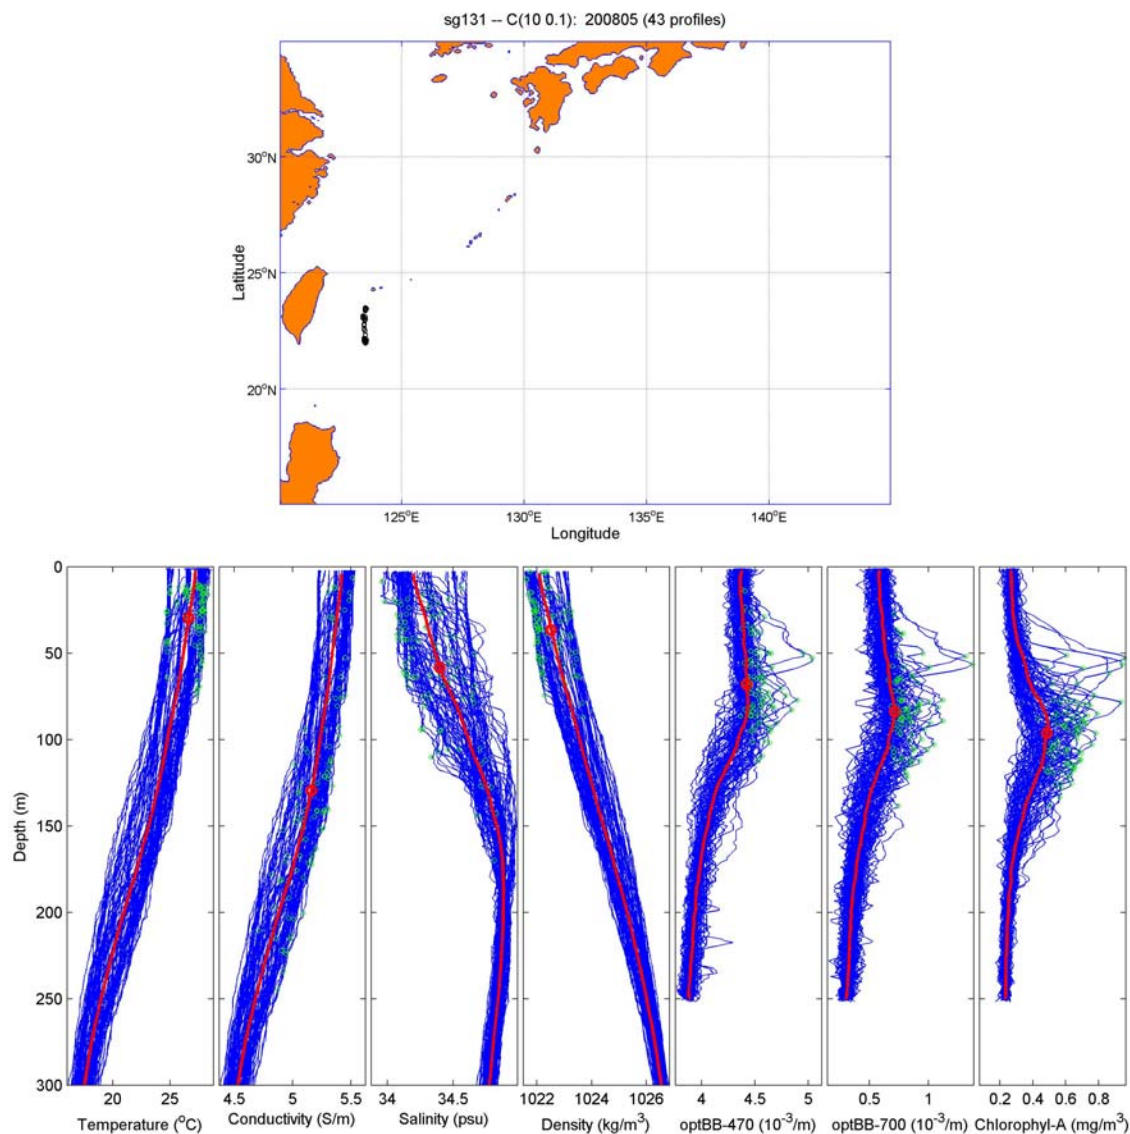 sg131 -- C(10 0.1):  200805 (43 profiles)
30°N
25°N
20°N
Latitude
125°E 130°E 135°E 140°E
Longitude
0
50
100
150
200
250
300
Depth (m)
20 25
4.5 5 5.5
34 34.5
1022 1024 1026
4 4.5 5
0.5 1
0.2 0.4 0.6 0.8
Temperature (°C)
Conductivity (S/m)
Salinity (psu)
Density (kg/m³)
optBB-470 (10⁻³/m)
optBB-700 (10⁻³/m)
Chlorophyl-A (mg/m³)